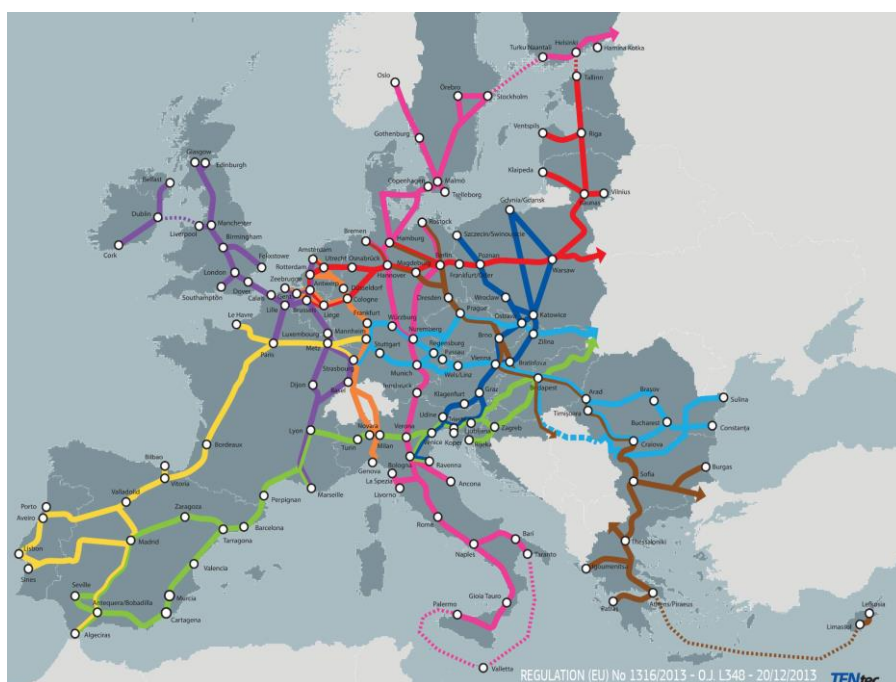 Turku Naantali
Helsinki
Hamina Kotka
Oslo
Örebro
Stockholm
Tallinn
Gothenburg
Ventspils
Riga
Glasgow
Edinburgh
Klaipeda
Belfast
Copenhagen
Malmö
Trelleborg
Vilnius
Kaunas
Gdynia/Gdansk
Dublin
Liverpool
Manchester
Rostock
Szczecin/Swinoujscie
Bremen
Hamburg
Cork
Birmingham
Felixstowe
Amsterdam
Utrecht
Osnabrück
Magdeburg
Berlin
Poznan
Warsaw
London
Rotterdam
Hannover
Frankfurt/Oder
Southampton
Dover
Zeebrugge
Antwerp
Düsseldorf
Calais
Gent
Cologne
Dresden
Wroclaw
Lille
Brussels
Liège
Prague
Ostrava
Katowice
Le Havre
Frankfurt
Würzburg
Luxembourg
Mannheim
Nuremberg
Brno
Zilina
Paris
Metz
Stuttgart
Regensburg
Passau
Strasbourg
Munich
Wels/Linz
Vienna
Bratislava
Dijon
Basel
Innsbruck
Klagenfurt
Graz
Budapest
Arad
Brașov
Sulina
Timișoara
Lyon
Novara
Verona
Udine
Zagreb
Bucharest
Constanța
Turin
Milan
Venice
Koper
Ljubljana
Rijeka
Craiova
Bordeaux
Genova
Bologna
Ravenna
Bilbao
La Spezia
Livorno
Ancona
Sofia
Burgas
Vitoria
Marseille
Porto
Valladolid
Perpignan
Aveiro
Zaragoza
Barcelona
Rome
Bari
Tarragona
Naples
Taranto
Thessaloniki
Lisbon
Madrid
Igoumenitsa
Sines
Valencia
Seville
Gioia Tauro
Patras
Athens/Piraeus
Antequera/Bobadilla
Murcia
Palermo
Lefkosia
Cartagena
Limassol
Algeciras
Valletta
REGULATION (EU) No 1316/2013 - O.J. L348 - 20/12/2013
TENtec